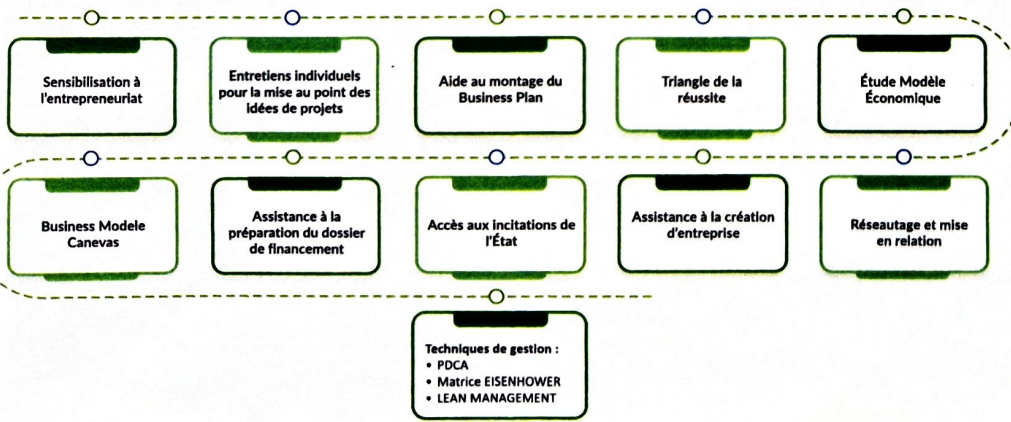 Sensibilisation à
l'entrepreneuriat
Entretiens individuels
pour la mise au point des
idées de projets
Aide au montage du
Business Plan
Triangle de la
réussite
Étude Modèle
Économique
Business Modele
Canevas
Assistance à la
préparation du dossier
de financement
Accès aux incitations de
l'État
Assistance à la création
d'entreprise
Réseautage et mise
en relation
Techniques de gestion :
• PDCA
• Matrice EISENHOWER
• LEAN MANAGEMENT